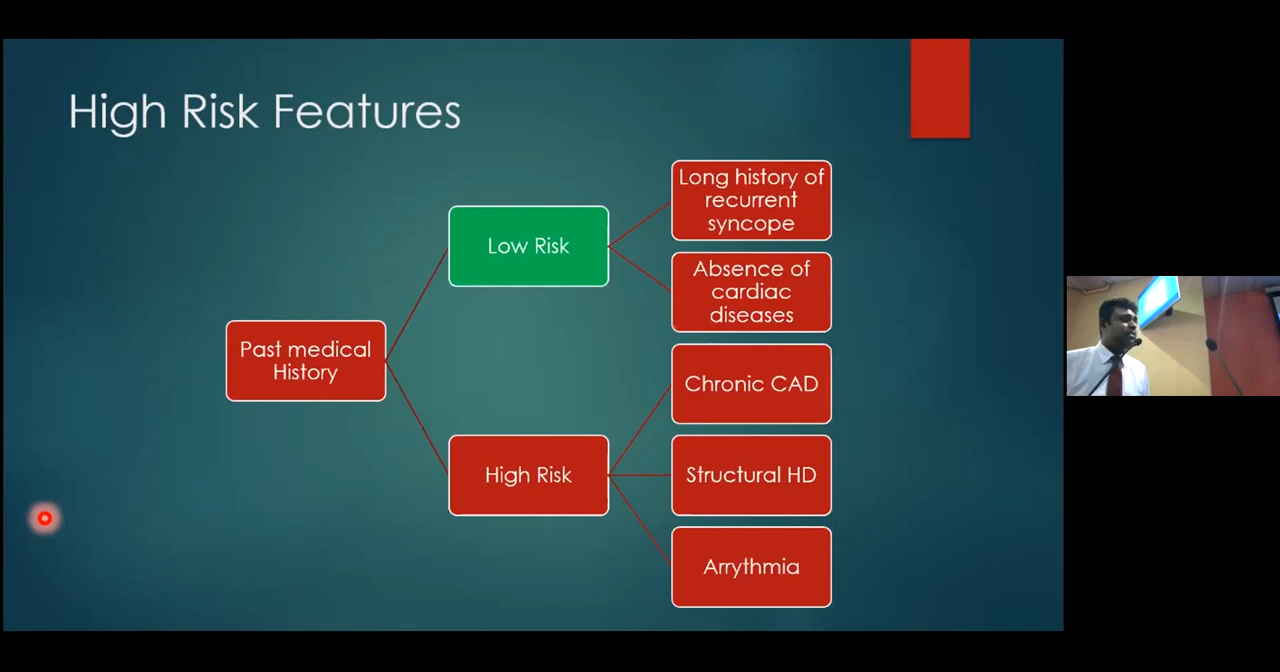 High Risk Features
Past medical
History
Low Risk
Long history of
recurrent
syncope
Absence of
cardiac
diseases
High Risk
Chronic CAD
Structural HD
Arrythmia